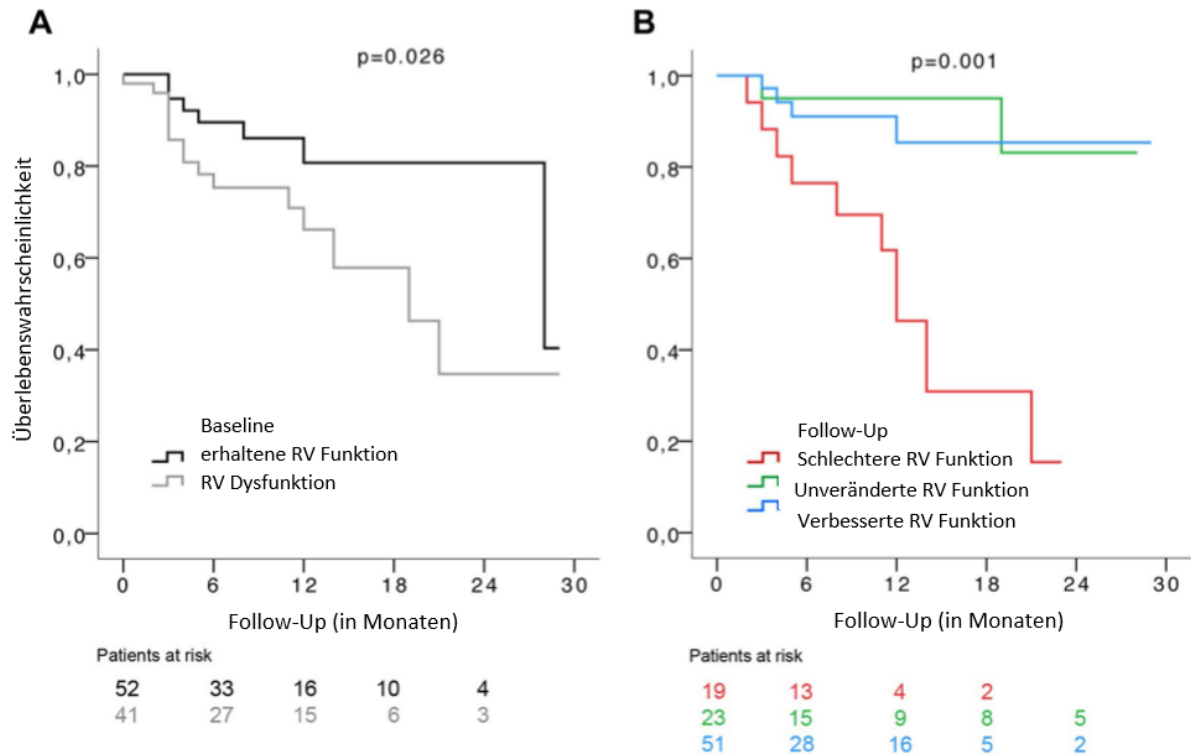 A
p=0.026
Überlebenswahrscheinlichkeit
1,0
0,8
0,6
0,4
0,2
0,0
Baseline
erhaltene RV Funktion
RV Dysfunktion
0 6 12 18 24 30
Follow-Up (in Monaten)
Patients at risk
52 33 16 10 4
41 27 15 6 3
B
p=0.001
1,0
0,8
0,6
0,4
0,2
0,0
Follow-Up
Schlechtere RV Funktion
Unveränderte RV Funktion
Verbesserte RV Funktion
0 6 12 18 24 30
Follow-Up (in Monaten)
Patients at risk
19 13 4 2
23 15 9 8 5
51 28 16 5 2